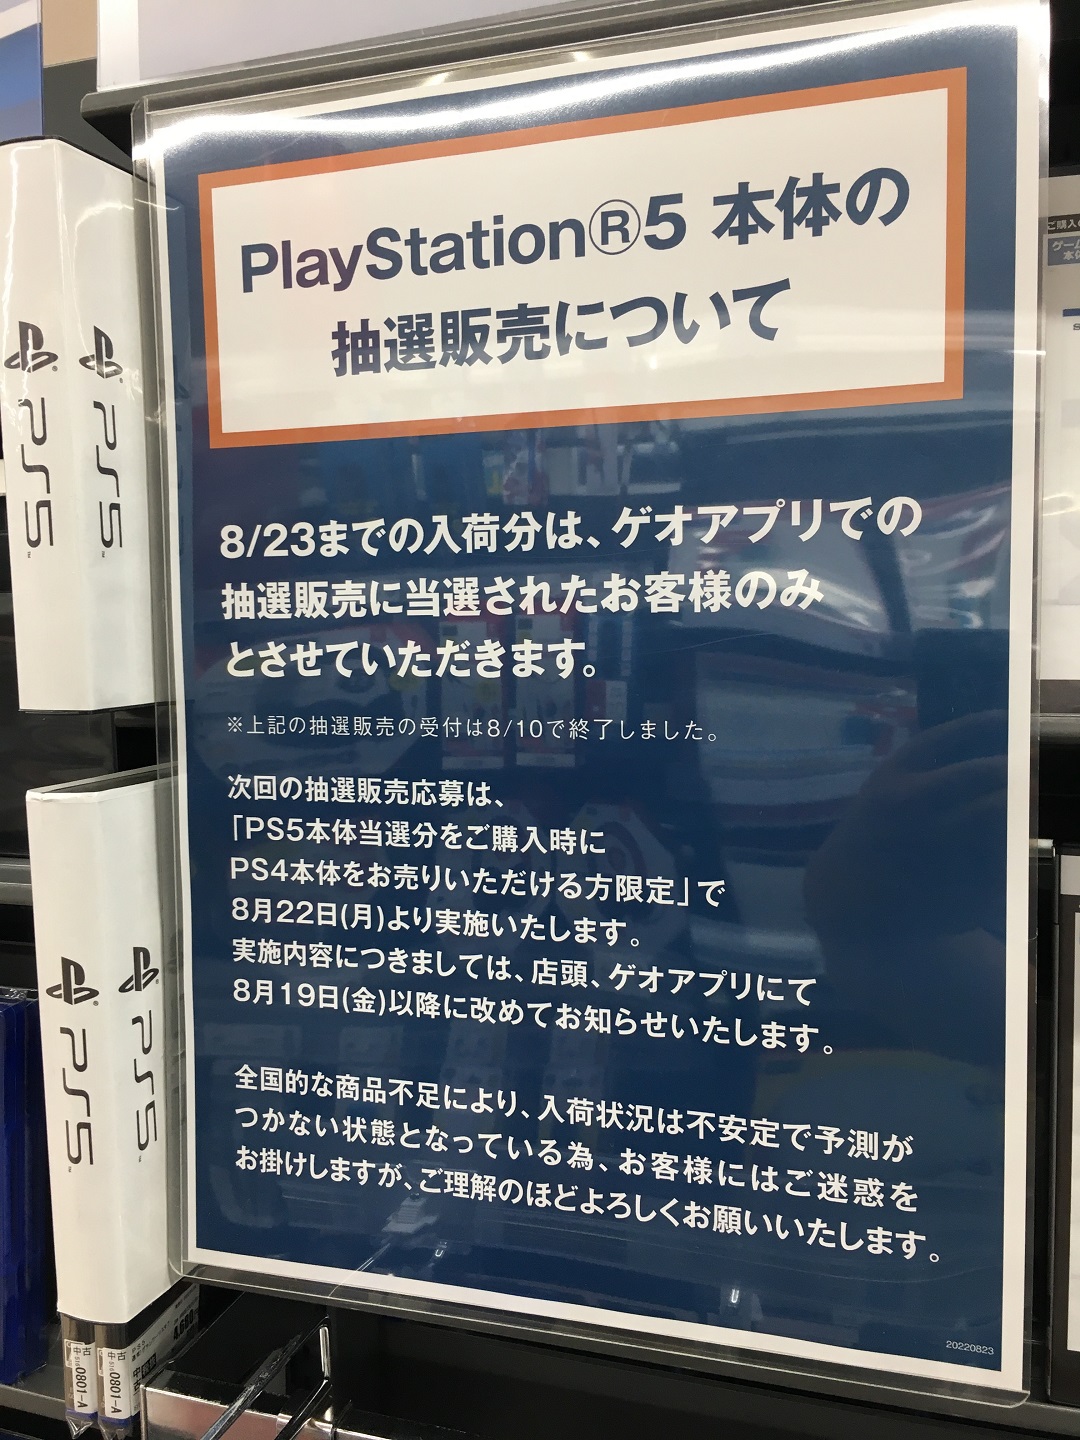 PlayStation®5 本体の
抽選販売について
8/23までの入荷分は、ゲオアプリでの
抽選販売に当選されたお客様のみ
とさせていただきます。
※上記の抽選販売の受付は8/10で終了しました。
次回の抽選販売応募は、
「PS5本体当選分をご購入時に
PS4本体をお売りいただける方限定」で
8月22日(月)より実施いたします。
実施内容につきましては、店頭、ゲオアプリにて
8月19日(金)以降に改めてお知らせいたします。
全国的な商品不足により、入荷状況は不安定で予測が
つかない状態となっている為、お客様にはご迷惑を
お掛けしますが、ご理解のほどよろしくお願いいたします。
20220823
PS5
PS5
PS5
PS5
中古
0801-A
中古
0801-A
ご購入
ゲーム
本体